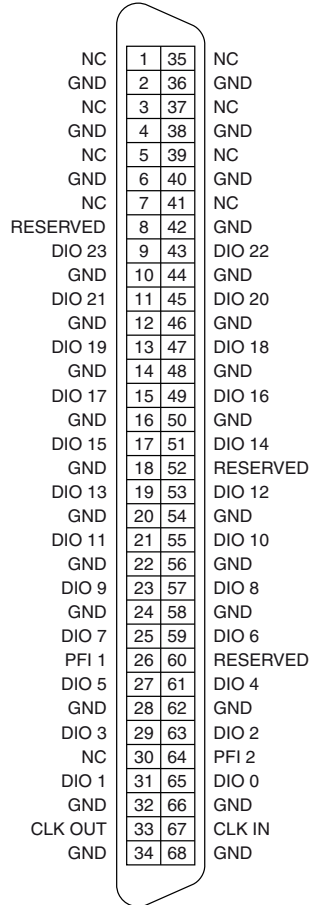 NC 1 35 NC
GND 2 36 GND
NC 3 37 NC
GND 4 38 GND
NC 5 39 NC
GND 6 40 GND
NC 7 41 NC
RESERVED 8 42 GND
DIO 23 9 43 DIO 22
GND 10 44 GND
DIO 21 11 45 DIO 20
GND 12 46 GND
DIO 19 13 47 DIO 18
GND 14 48 GND
DIO 17 15 49 DIO 16
GND 16 50 GND
DIO 15 17 51 DIO 14
GND 18 52 RESERVED
DIO 13 19 53 DIO 12
GND 20 54 GND
DIO 11 21 55 DIO 10
GND 22 56 GND
DIO 9 23 57 DIO 8
GND 24 58 GND
DIO 7 25 59 DIO 6
PFI 1 26 60 RESERVED
DIO 5 27 61 DIO 4
GND 28 62 GND
DIO 3 29 63 DIO 2
NC 30 64 PFI 2
DIO 1 31 65 DIO 0
GND 32 66 GND
CLK OUT 33 67 CLK IN
GND 34 68 GND